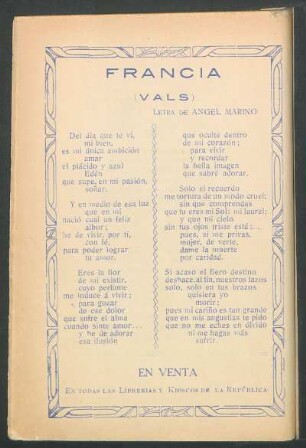 FRANCIA
(VALS)
LETRA DE ANGEL MARINO
Del día que te ví,
mi bien,
es mi única ambición
amar
el plácido y azul
Edén
que supe, en mi pasión,
soñar.
Y en medio de esa luz
que en mi
nació cual un feliz
albor;
he de vivir, por ti,
con fé,
para poder lograr
tu amor.
Eres la flor
de mi existir,
cuyo perfume
me induce á vivir;
para gozar
de ese dolor
que sufre el alma
cuando siente amor...
y he de adorar
esa ilusión
que oculte dentro
de mi corazón;
para vivir
y recordar
la bella imagen
que sabré adorar.
Solo el recuerdo
me tortura de un modo cruel;
sin que comprendas
que tu eres mi Sol; mi laurel;
y que mi cielo
sin tus ojos triste está:...
pues, si me privas,
mujer, de verte,
dame la muerte
por caridad.
Si acaso el fiero destino
deshace, al fin, nuestros lazos
solo, solo en tus brazos
quisiera yo
morir;
pues mi cariño es tan grande
que en mis angustias te pido
que no me eches en olvido
ni me hagas más
sufrir.
EN VENTA
EN TODAS LAS LIBRERIAS Y KIOSCOS DE LA REPÚBLICA